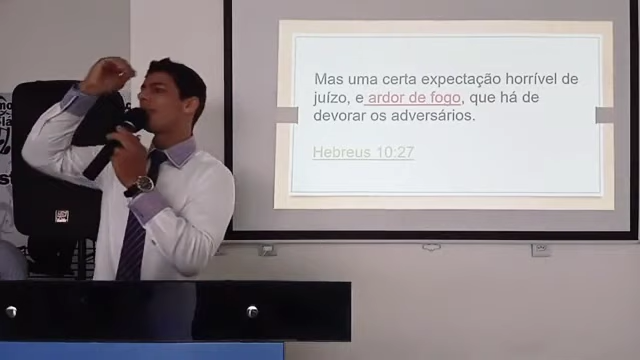 Mas uma certa expectação horrível de
juízo, e ardor de fogo, que há de
devorar os adversários.
Hebreus 10:27